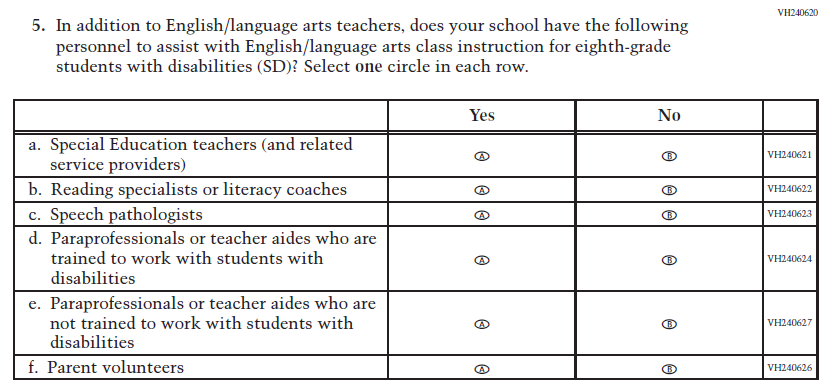 VH240620
5. In addition to English/language arts teachers, does your school have the following
personnel to assist with English/language arts class instruction for eighth-grade
students with disabilities (SD)? Select one circle in each row.
Yes No
a. Special Education teachers (and related
service providers) A B VH240621
b. Reading specialists or literacy coaches A B VH240622
c. Speech pathologists A B VH240623
d. Paraprofessionals or teacher aides who are
trained to work with students with A B VH240624
disabilities
e. Paraprofessionals or teacher aides who are
not trained to work with students with A B VH240627
disabilities
f. Parent volunteers A B VH240626